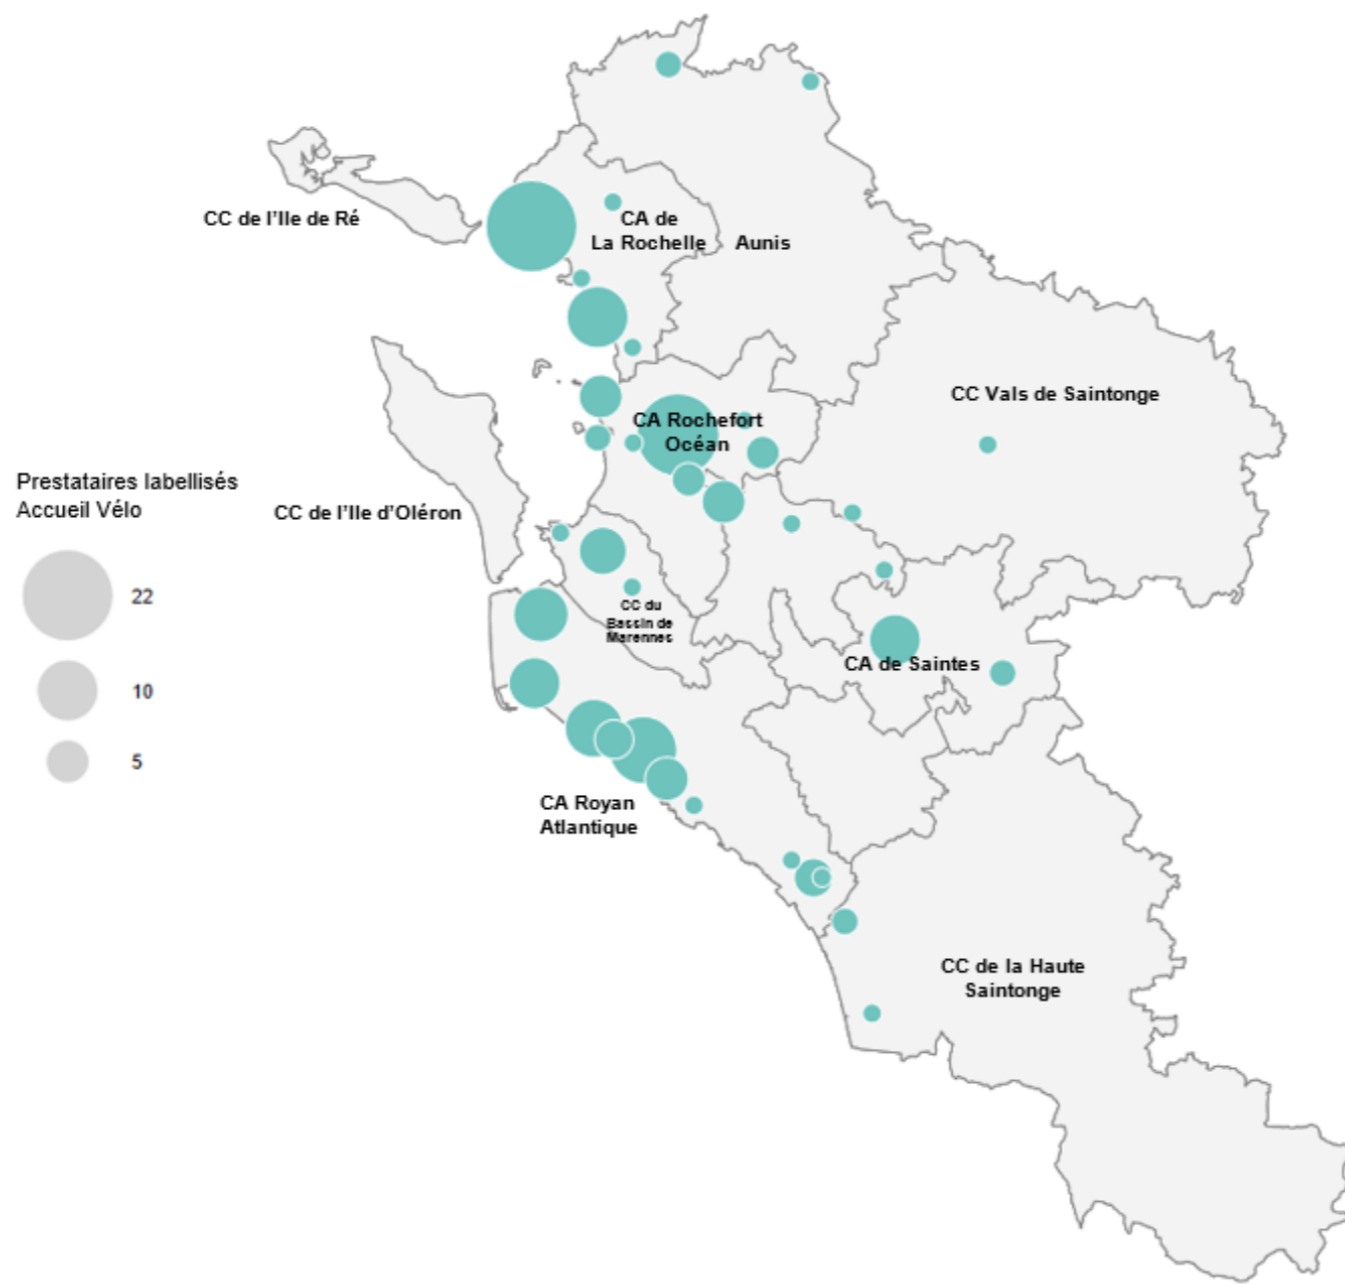 CC de l'Ile de Ré
CA de
La Rochelle
Aunis
CC Vals de Saintonge
CA Rochefort
Océan
Prestataires labellisés
Accueil Vélo
22
10
5
CC de l'Ile d'Oléron
CC du
Bassin de
Marennes
CA de Saintes
CA Royan
Atlantique
CC de la Haute
Saintonge